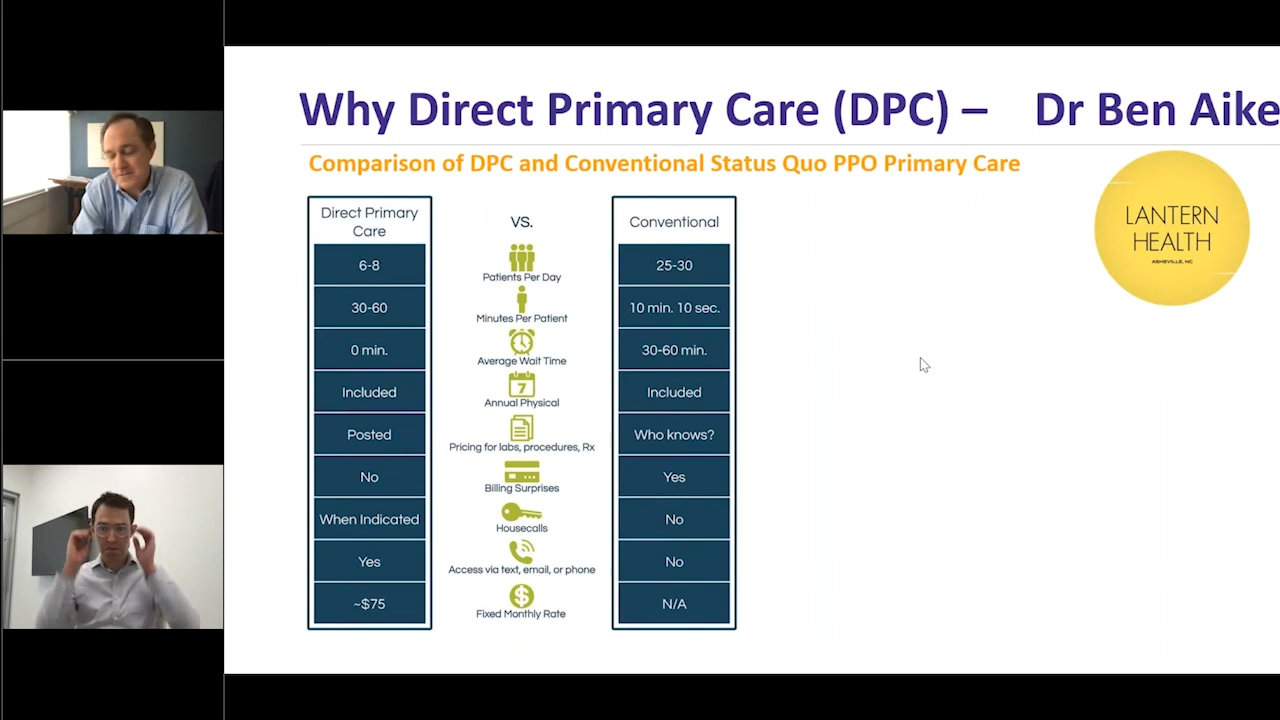 Why Direct Primary Care (DPC) – Dr Ben Aike
Comparison of DPC and Conventional Status Quo PPO Primary Care
LANTERN
HEALTH
ASHEVILLE, NC
Direct Primary
Care
VS.
Conventional
6-8
Patients Per Day
25-30
30-60
Minutes Per Patient
10 min. 10 sec.
0 min.
Average Wait Time
30-60 min.
Included
7
Annual Physical
Included
Posted
Pricing for labs, procedures, Rx
Who knows?
No
Billing Surprises
Yes
When Indicated
Housecalls
No
Yes
Access via text, email, or phone
No
~$75
$
Fixed Monthly Rate
N/A